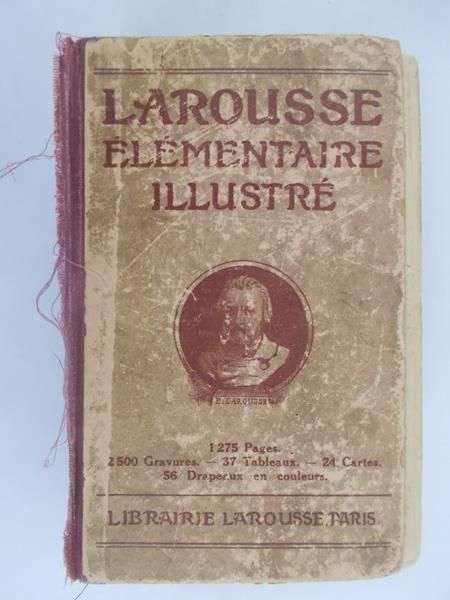 LAROUSSE
ÉLÉMENTAIRE
ILLUSTRÉ
P. LAROUSSE
1275 Pages.
2500 Gravures. — 37 Tableaux. — 24 Cartes.
56 Drapeaux en couleurs.
LIBRAIRIE LAROUSSE, PARIS